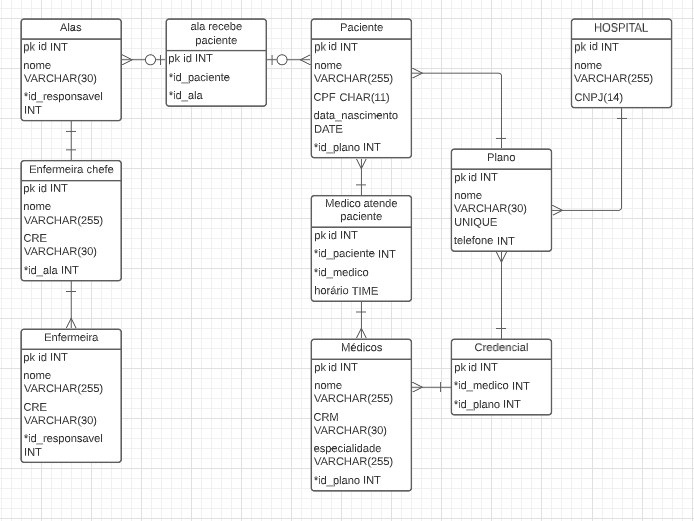 Alas
pk id INT
nome
VARCHAR(30)
*id_responsavel
INT
ala recebe
paciente
pk id INT
*id_paciente
*id_ala
Paciente
pk id INT
nome
VARCHAR(255)
CPF CHAR(11)
data_nascimento
DATE
*id_plano INT
HOSPITAL
pk id INT
nome
VARCHAR(255)
CNPJ(14)
Enfermeira chefe
pk id INT
nome
VARCHAR(255)
CRE
VARCHAR(30)
*id_ala INT
Medico atende
paciente
pk id INT
*id_paciente INT
*id_medico
horário TIME
Plano
pk id INT
nome
VARCHAR(30)
UNIQUE
telefone INT
Enfermeira
pk id INT
nome
VARCHAR(255)
CRE
VARCHAR(30)
*id_responsavel
INT
Médicos
pk id INT
nome
VARCHAR(255)
CRM
VARCHAR(30)
especialidade
VARCHAR(255)
*id_plano INT
Credencial
pk id INT
*id_medico INT
*id_plano INT